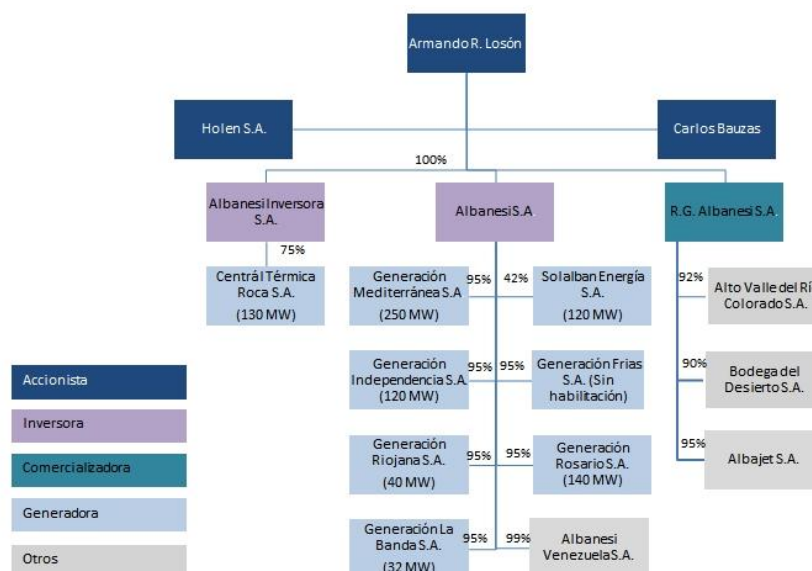 Armando R. Losón
Holen S.A.
Carlos Bauzas
100%
Albanesi Inversora
S.A.
Albanesi S.A.
R.G. Albanesi S.A.
75%
Centrál Térmica
Roca S.A.
(130 MW)
Generación
Mediterránea S.A
(250 MW)
95%
42%
Solalban Energía
S.A.
(120 MW)
92%
Alto Valle del Rí
Colorado S.A.
Generación
Independencia S.A.
(120 MW)
95%
95%
Generación Frias
S.A. (Sin
habilitación)
90%
Bodega del
Desierto S.A.
Generación
Riojana S.A.
(40 MW)
95%
95%
Generación
Rosario S.A.
(140 MW)
95%
Albajet S.A.
Generación La
Banda S.A.
(32 MW)
95%
99%
Albanesi
Venezuela S.A.
Accionista
Inversora
Comercializadora
Generadora
Otros